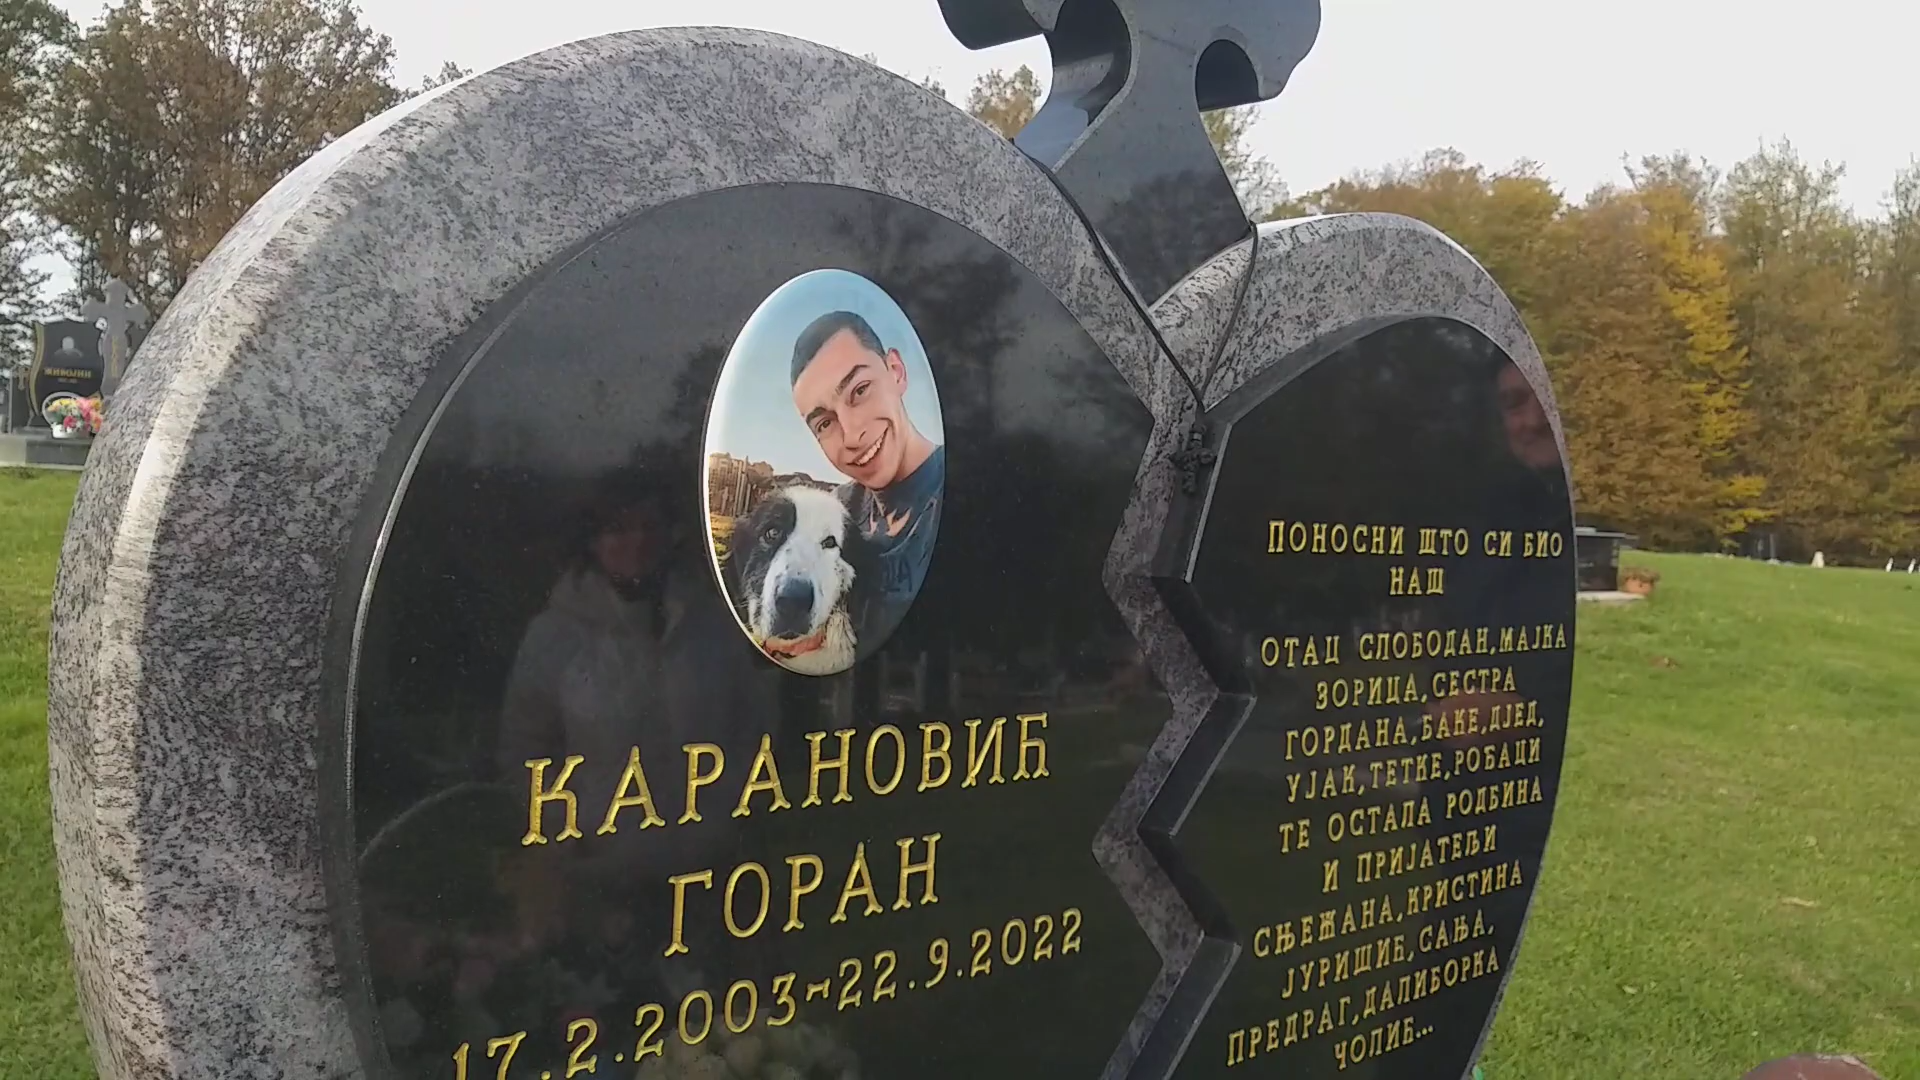 КАРАНОВИЋ
ГОРАН
17.2.2003~22.9.2022
ПОНОСНИ ШТО СИ БИО
НАШ
ОТАЦ СЛОБОДАН,МАЈКА
ЗОРИЦА,СЕСТРА
ГОРДАНА,БАКЕ,ДЈЕД,
УЈАК,ТЕТКЕ,РОЂАЦИ
ТЕ ОСТАЛА РОДБИНА
И ПРИЈАТЕЉИ
СЊЕЖАНА,КРИСТИНА
ЈУРИШИЋ,САЊА,
ПРЕДРАГ,ДАЛИБОРКА
ЧОЛИЋ...